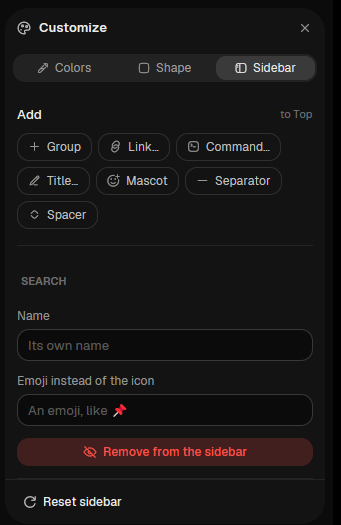 Customize
Colors Shape Sidebar
Add to Top
Group Link... Command...
Title... Mascot Separator
Spacer
SEARCH
Name
Its own name
Emoji instead of the icon
An emoji, like 📌
Remove from the sidebar
Reset sidebar